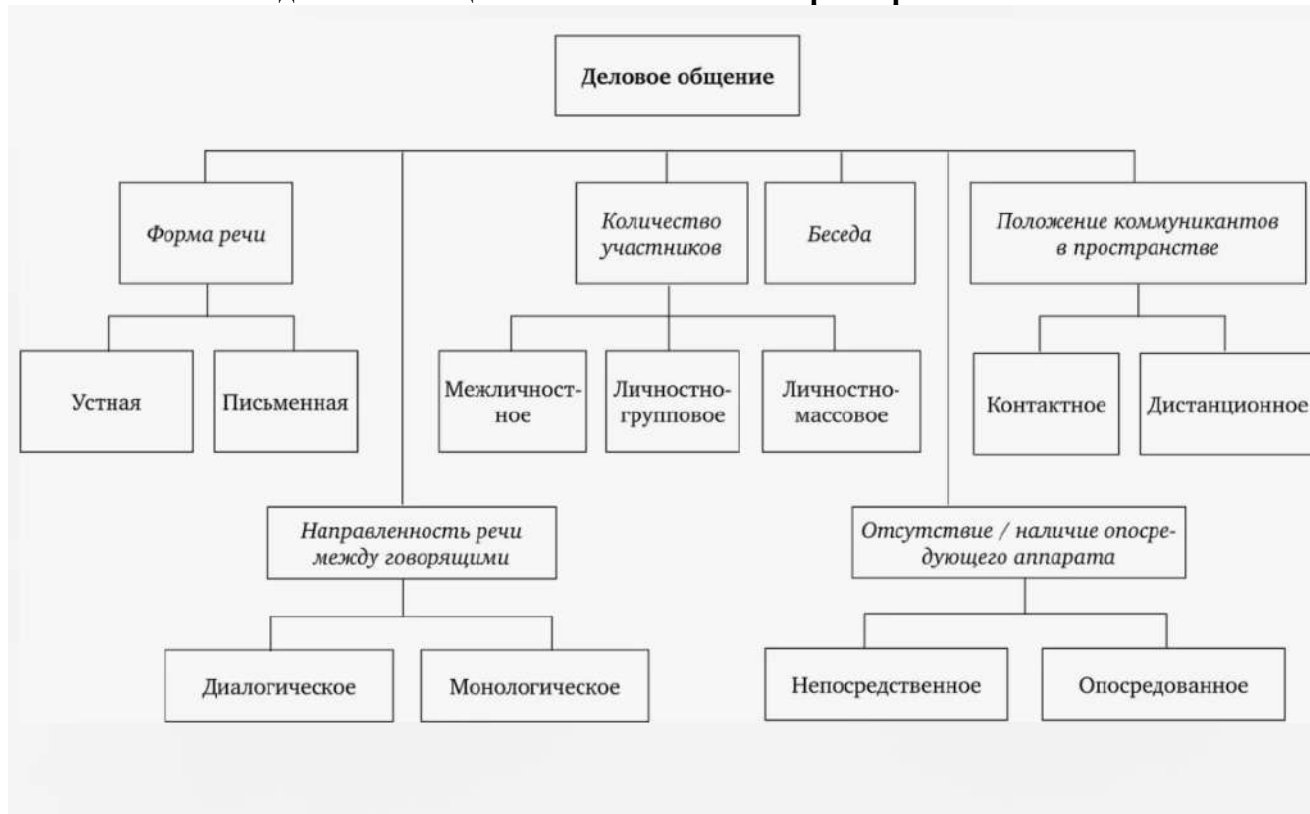 Деловое общение
Форма речи
Количество
участников
Беседа
Положение коммуникантов
в пространстве
Устная
Письменная
Межличност-
ное
Личностно-
групповое
Личностно-
массовое
Контактное
Дистанционное
Направленность речи
между говорящими
Отсутствие / наличие опосре-
дующего аппарата
Диалогическое
Монологическое
Непосредственное
Опосредованное